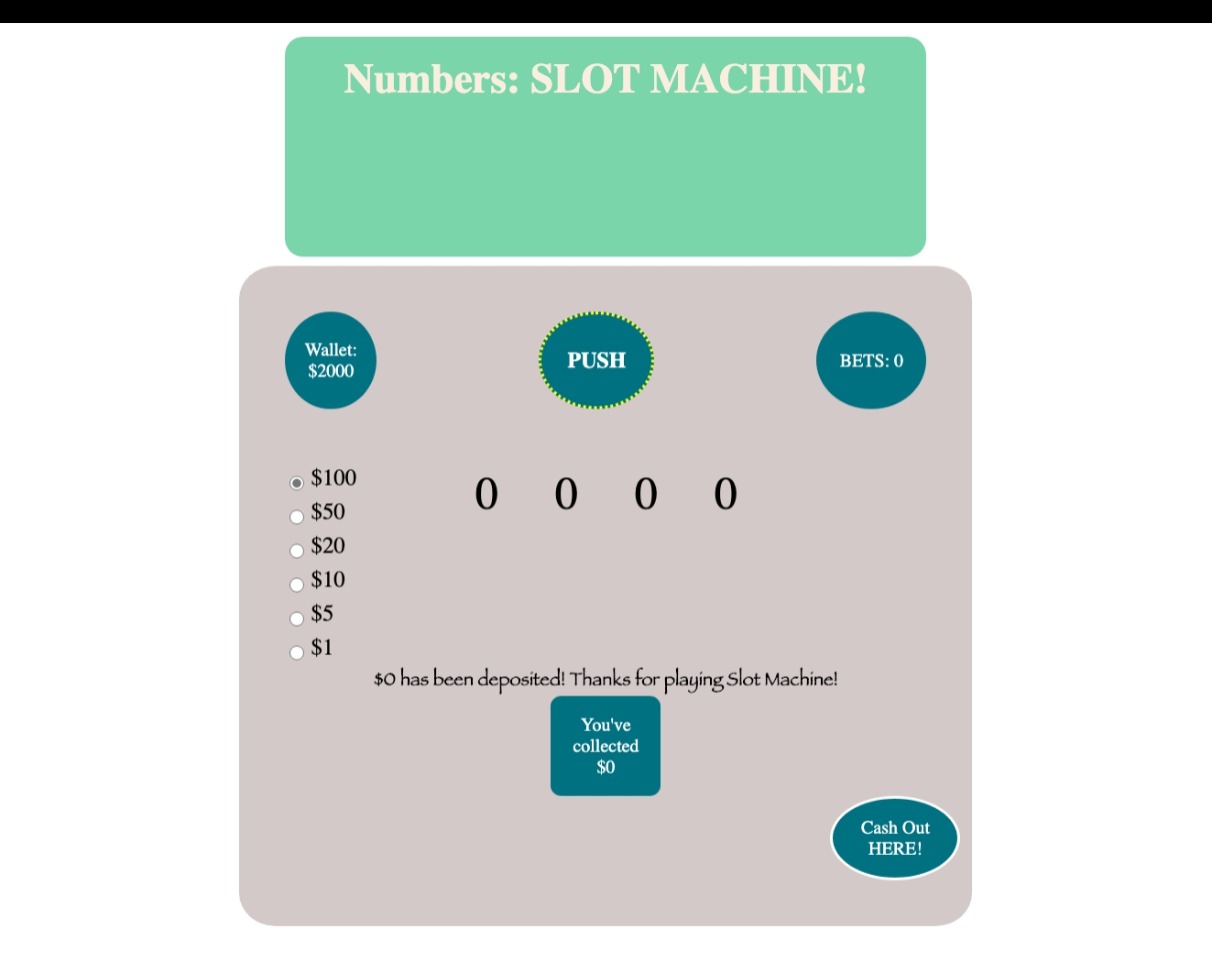 Numbers: SLOT MACHINE!
Wallet:
$2000
PUSH
BETS: 0
$100
$50
$20
$10
$5
$1
0 0 0 0
$0 has been deposited! Thanks for playing Slot Machine!
You've
collected
$0
Cash Out
HERE!